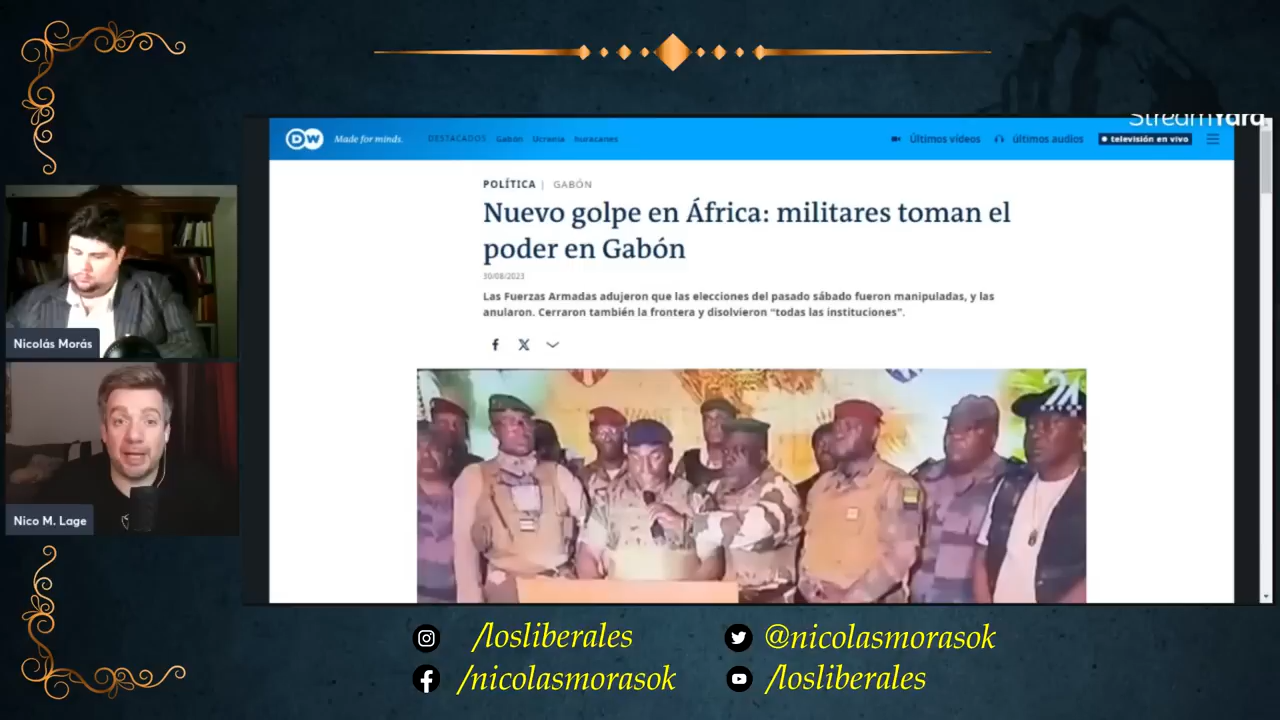 StreamYard
DW Made for minds. DESTACADOS Gabón Ucrania huracanes Últimos vídeos últimos audios televisión en vivo
POLÍTICA | GABÓN
Nuevo golpe en África: militares toman el
poder en Gabón
30/08/2023
Las Fuerzas Armadas adujeron que las elecciones del pasado sábado fueron manipuladas, y las
anularon. Cerraron también la frontera y disolvieron "todas las instituciones".
24
Nicolás Morás
Nico M. Lage
/losliberales
@nicolasmorasok
/nicolasmorasok
/losliberales